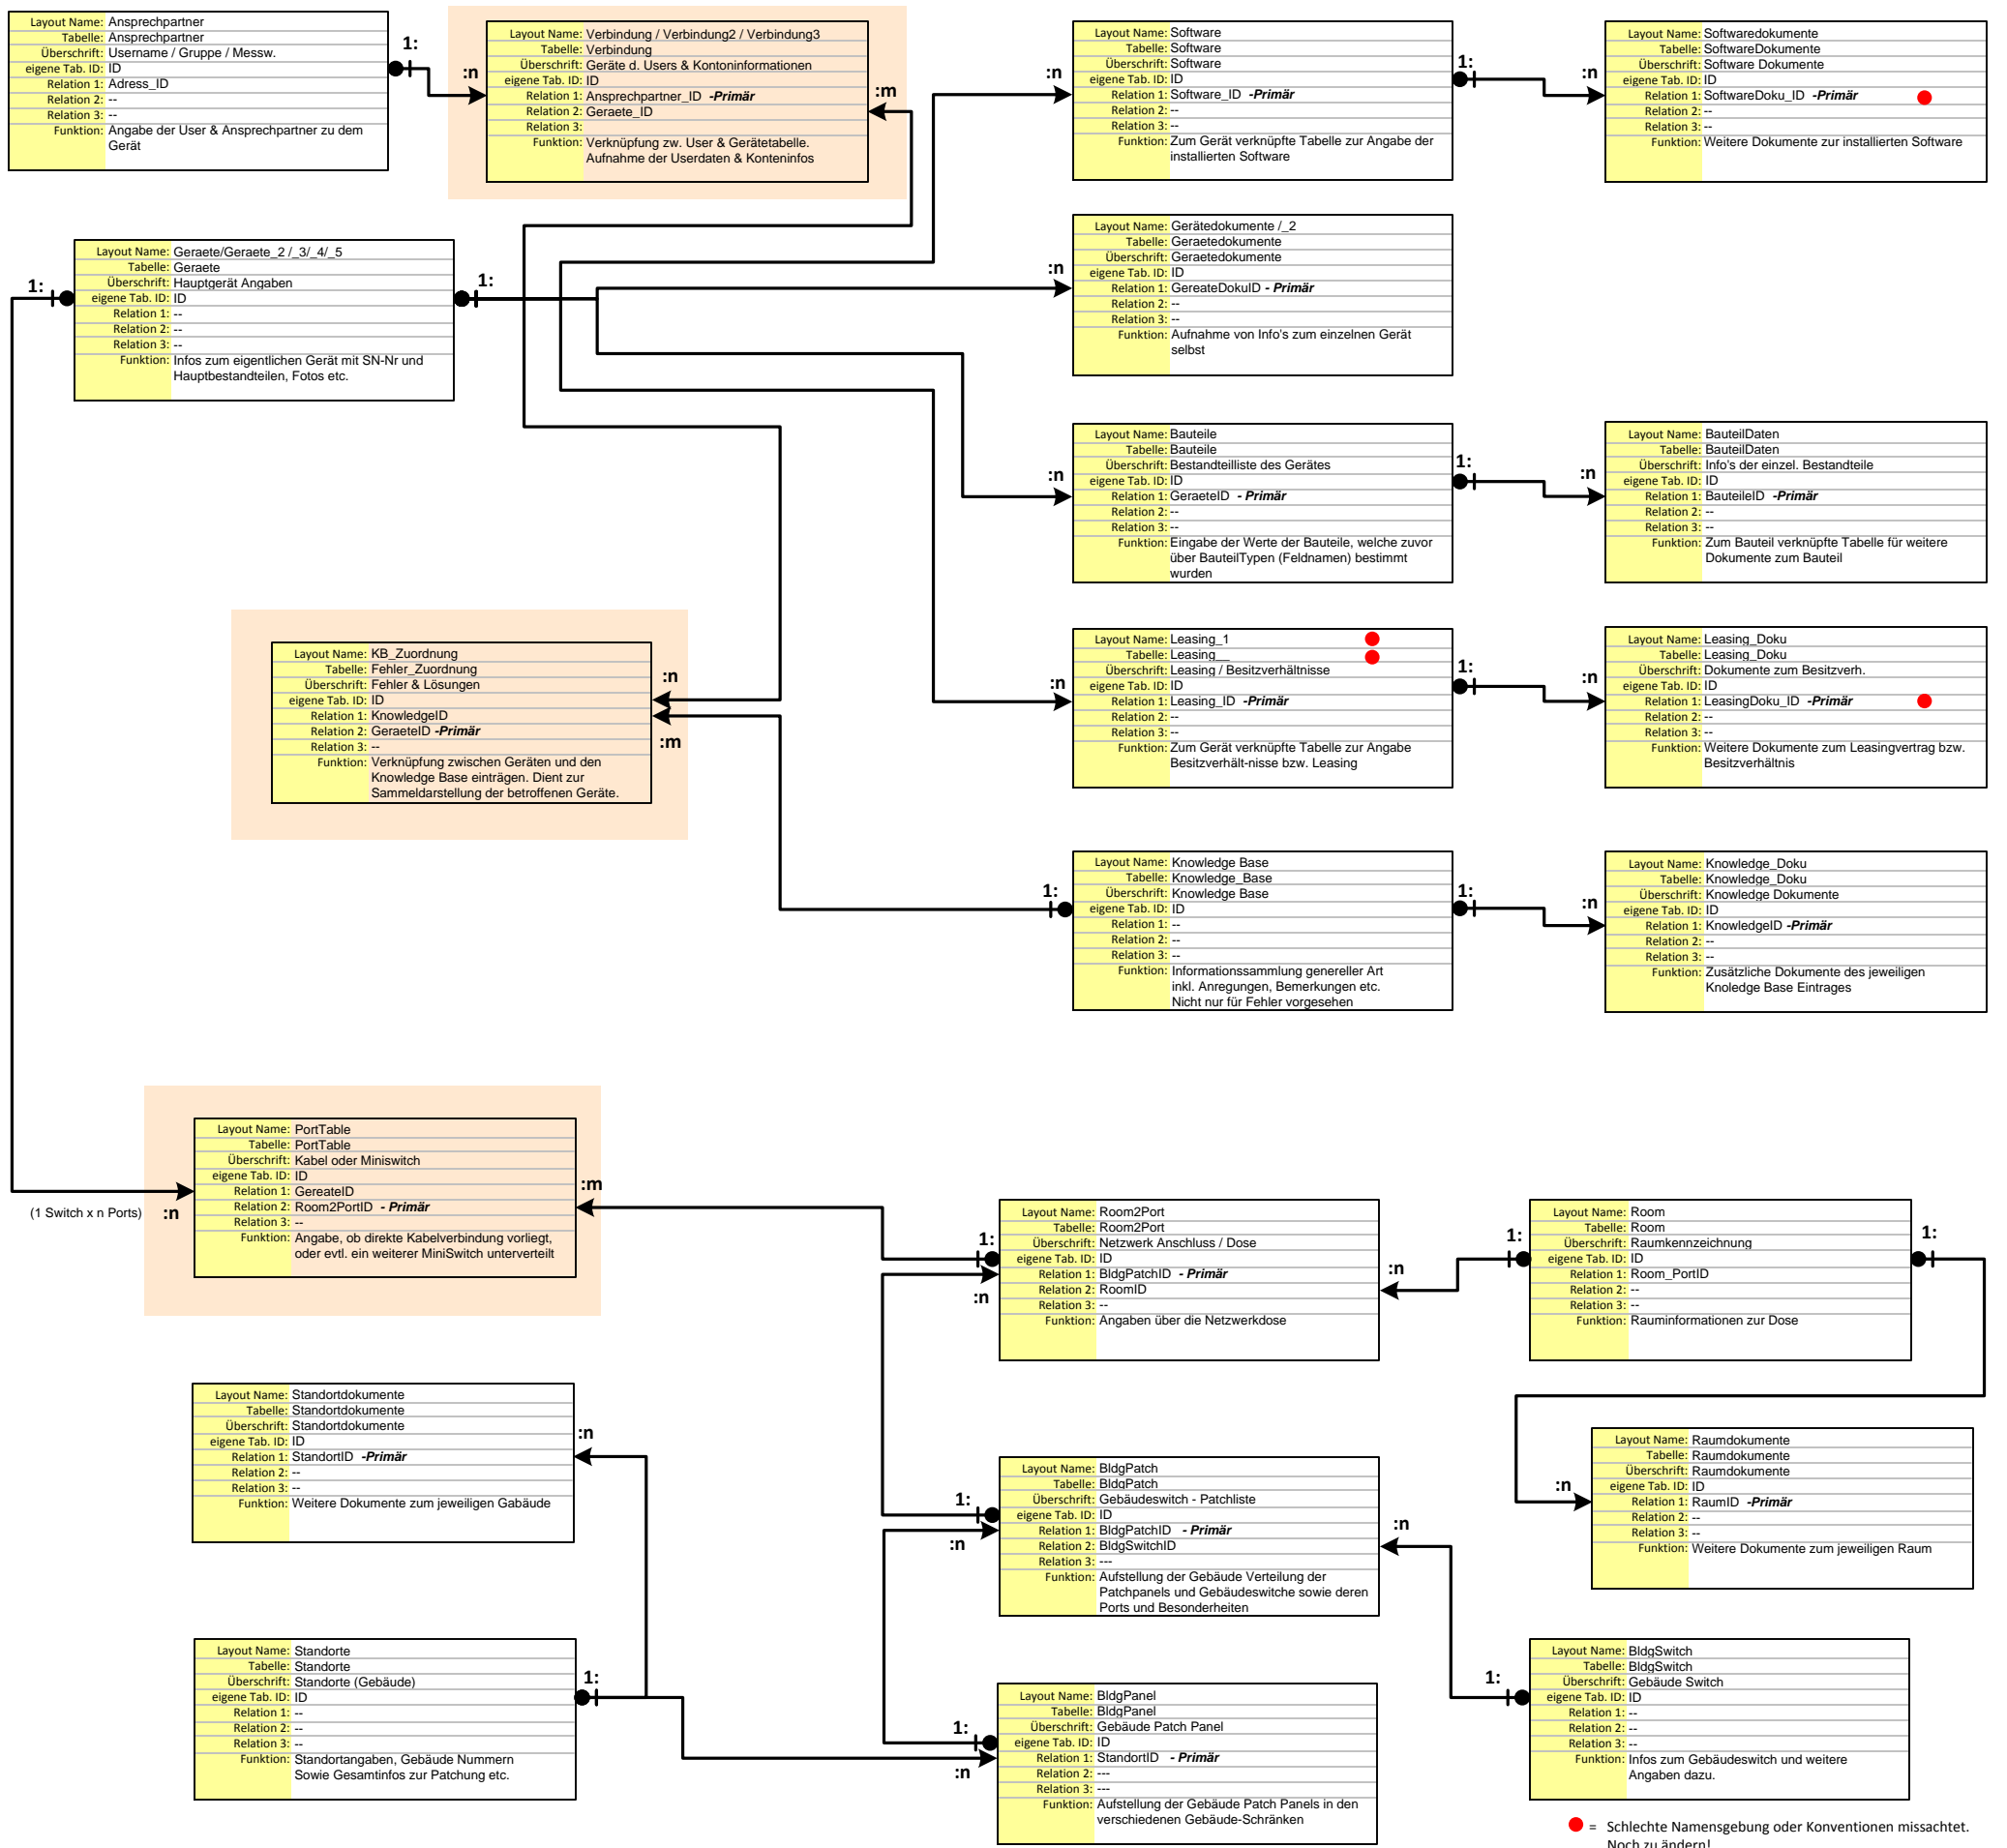 Layout Name: Ansprechpartner
Tabelle: Ansprechpartner
Überschrift: Username / Gruppe / Messw.
eigene Tab. ID: ID
Relation 1: Adress_ID
Relation 2: --
Relation 3: --
Funktion: Angabe der User & Ansprechpartner zu dem
Gerät
1:
:n
Layout Name: Verbindung / Verbindung2 / Verbindung3
Tabelle: Verbindung
Überschrift: Geräte d. Users & Kontoninformationen
eigene Tab. ID: ID
Relation 1: Ansprechpartner_ID -Primär
Relation 2: Geraete_ID
Relation 3:
Funktion: Verknüpfung zw. User & Gerätetabelle.
Aufnahme der Userdaten & Konteninfos
:m
:n
Layout Name: Software
Tabelle: Software
Überschrift: Software
eigene Tab. ID: ID
Relation 1: Software_ID -Primär
Relation 2: --
Relation 3: --
Funktion: Zum Gerät verknüpfte Tabelle zur Angabe der
installierten Software
1:
:n
Layout Name: Softwaredokumente
Tabelle: SoftwareDokumente
Überschrift: Software Dokumente
eigene Tab. ID: ID
Relation 1: SoftwareDoku_ID -Primär
Relation 2: --
Relation 3: --
Funktion: Weitere Dokumente zur installierten Software
1:
Layout Name: Geraete/Geraete_2 /_3/_4/_5
Tabelle: Geraete
Überschrift: Hauptgerät Angaben
eigene Tab. ID: ID
Relation 1: --
Relation 2: --
Relation 3: --
Funktion: Infos zum eigentlichen Gerät mit SN-Nr und
Hauptbestandteilen, Fotos etc.
1:
:n
Layout Name: Gerätedokumente /_2
Tabelle: Geraetedokumente
Überschrift: Geraetedokumente
eigene Tab. ID: ID
Relation 1: GereateDokuID - Primär
Relation 2: --
Relation 3: --
Funktion: Aufnahme von Info's zum einzelnen Gerät
selbst
:n
Layout Name: Bauteile
Tabelle: Bauteile
Überschrift: Bestandteilliste des Gerätes
eigene Tab. ID: ID
Relation 1: GeraeteID - Primär
Relation 2: --
Relation 3: --
Funktion: Eingabe der Werte der Bauteile, welche zuvor
über BauteilTypen (Feldnamen) bestimmt
wurden
1:
:n
Layout Name: BauteilDaten
Tabelle: BauteilDaten
Überschrift: Info's der einzel. Bestandteile
eigene Tab. ID: ID
Relation 1: BauteileID -Primär
Relation 2: --
Relation 3: --
Funktion: Zum Bauteil verknüpfte Tabelle für weitere
Dokumente zum Bauteil
Layout Name: KB_Zuordnung
Tabelle: Fehler_Zuordnung
Überschrift: Fehler & Lösungen
eigene Tab. ID: ID
Relation 1: KnowledgeID
Relation 2: GeraeteID -Primär
Relation 3: --
Funktion: Verknüpfung zwischen Geräten und den
Knowledge Base einträgen. Dient zur
Sammeldarstellung der betroffenen Geräte.
:n
:m
:n
Layout Name: Leasing_1
Tabelle: Leasing__
Überschrift: Leasing / Besitzverhältnisse
eigene Tab. ID: ID
Relation 1: Leasing_ID -Primär
Relation 2: --
Relation 3: --
Funktion: Zum Gerät verknüpfte Tabelle zur Angabe
Besitzverhält-nisse bzw. Leasing
1:
:n
Layout Name: Leasing_Doku
Tabelle: Leasing_Doku
Überschrift: Dokumente zum Besitzverh.
eigene Tab. ID: ID
Relation 1: LeasingDoku_ID -Primär
Relation 2: --
Relation 3: --
Funktion: Weitere Dokumente zum Leasingvertrag bzw.
Besitzverhältnis
1:
Layout Name: Knowledge Base
Tabelle: Knowledge_Base
Überschrift: Knowledge Base
eigene Tab. ID: ID
Relation 1: --
Relation 2: --
Relation 3: --
Funktion: Informationssammlung genereller Art
inkl. Anregungen, Bemerkungen etc.
Nicht nur für Fehler vorgesehen
1:
:n
Layout Name: Knowledge_Doku
Tabelle: Knowledge_Doku
Überschrift: Knowledge Dokumente
eigene Tab. ID: ID
Relation 1: KnowledgeID -Primär
Relation 2: --
Relation 3: --
Funktion: Zusätzliche Dokumente des jeweiligen
Knoledge Base Eintrages
(1 Switch x n Ports)
:n
Layout Name: PortTable
Tabelle: PortTable
Überschrift: Kabel oder Miniswitch
eigene Tab. ID: ID
Relation 1: GereateID
Relation 2: Room2PortID - Primär
Relation 3: --
Funktion: Angabe, ob direkte Kabelverbindung vorliegt,
oder evtl. ein weiterer MiniSwitch unterverteilt
:m
1:
:n
Layout Name: Room2Port
Tabelle: Room2Port
Überschrift: Netzwerk Anschluss / Dose
eigene Tab. ID: ID
Relation 1: BldgPatchID - Primär
Relation 2: RoomID
Relation 3: --
Funktion: Angaben über die Netzwerkdose
:n
1:
Layout Name: Room
Tabelle: Room
Überschrift: Raumkennzeichnung
eigene Tab. ID: ID
Relation 1: Room_PortID
Relation 2: --
Relation 3: --
Funktion: Rauminformationen zur Dose
1:
Layout Name: Standortdokumente
Tabelle: Standortdokumente
Überschrift: Standortdokumente
eigene Tab. ID: ID
Relation 1: StandortID -Primär
Relation 2: --
Relation 3: --
Funktion: Weitere Dokumente zum jeweiligen Gabäude
:n
1:
:n
Layout Name: BldgPatch
Tabelle: BldgPatch
Überschrift: Gebäudeswitch - Patchliste
eigene Tab. ID: ID
Relation 1: BldgPatchID - Primär
Relation 2: BldgSwitchID
Relation 3: ---
Funktion: Aufstellung der Gebäude Verteilung der
Patchpanels und Gebäudeswitche sowie deren
Ports und Besonderheiten
:n
:n
Layout Name: Raumdokumente
Tabelle: Raumdokumente
Überschrift: Raumdokumente
eigene Tab. ID: ID
Relation 1: RaumID -Primär
Relation 2: --
Relation 3: --
Funktion: Weitere Dokumente zum jeweiligen Raum
Layout Name: Standorte
Tabelle: Standorte
Überschrift: Standorte (Gebäude)
eigene Tab. ID: ID
Relation 1: --
Relation 2: --
Relation 3: --
Funktion: Standortangaben, Gebäude Nummern
Sowie Gesamtinfos zur Patchung etc.
1:
1:
:n
Layout Name: BldgPanel
Tabelle: BldgPanel
Überschrift: Gebäude Patch Panel
eigene Tab. ID: ID
Relation 1: StandortID - Primär
Relation 2: ---
Relation 3: ---
Funktion: Aufstellung der Gebäude Patch Panels in den
verschiedenen Gebäude-Schränken
1:
Layout Name: BldgSwitch
Tabelle: BldgSwitch
Überschrift: Gebäude Switch
eigene Tab. ID: ID
Relation 1: --
Relation 2: --
Relation 3: --
Funktion: Infos zum Gebäudeswitch und weitere
Angaben dazu.
= Schlechte Namensgebung oder Konventionen missachtet.
Noch zu ändern!